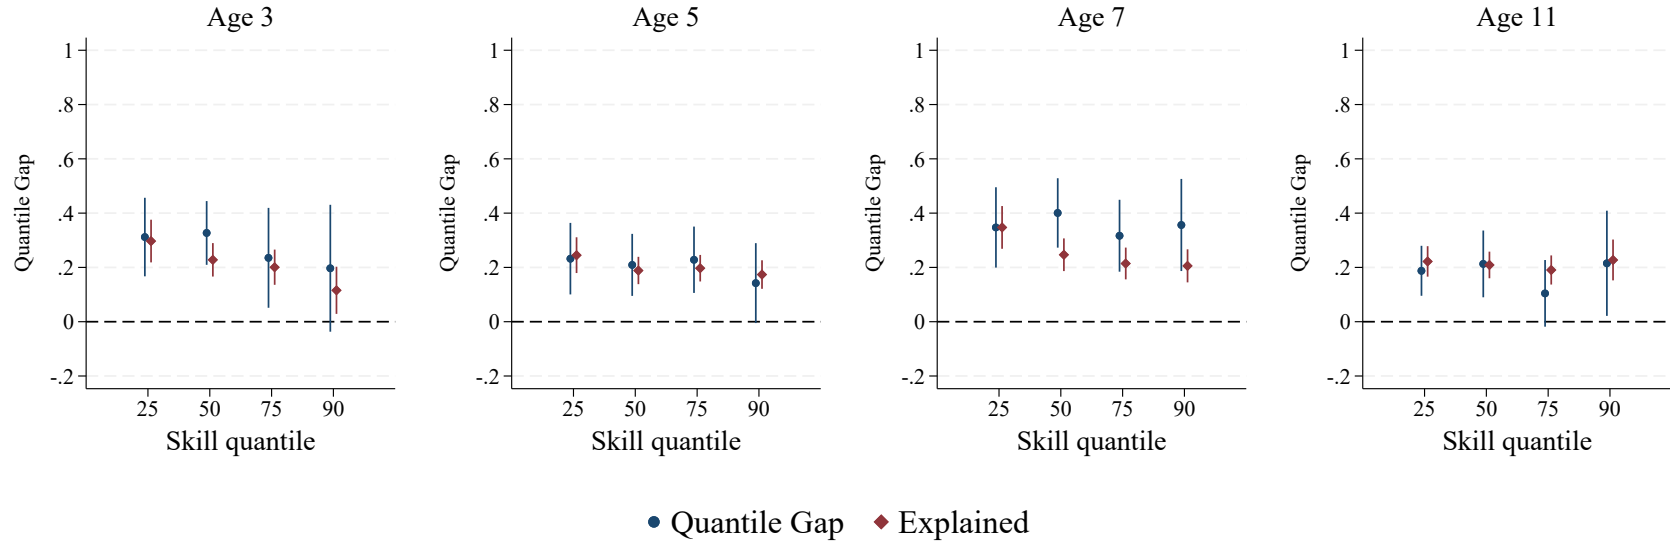 Age 3
Quantile Gap
1
.8
.6
.4
.2
0
-.2
25 50 75 90
Skill quantile
Age 5
Quantile Gap
1
.8
.6
.4
.2
0
-.2
25 50 75 90
Skill quantile
Age 7
Quantile Gap
1
.8
.6
.4
.2
0
-.2
25 50 75 90
Skill quantile
Age 11
Quantile Gap
1
.8
.6
.4
.2
0
-.2
25 50 75 90
Skill quantile
Quantile Gap Explained